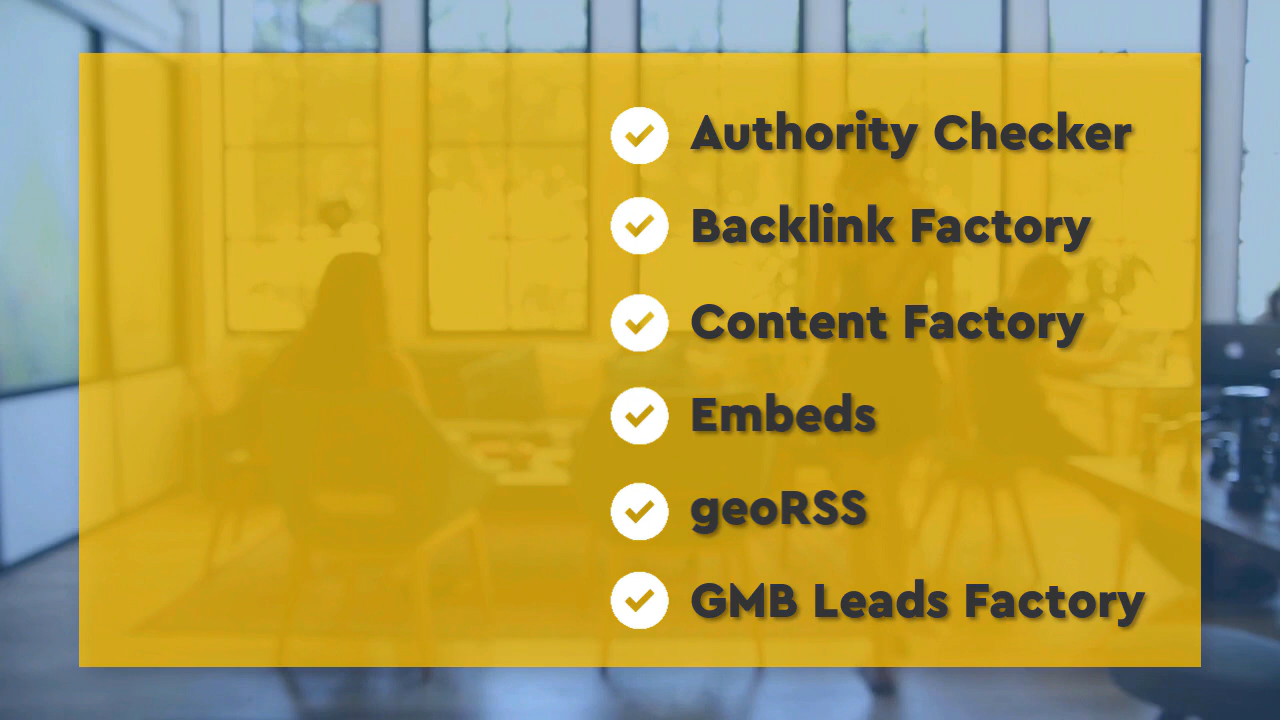 Authority Checker
Backlink Factory
Content Factory
Embeds
geoRSS
GMB Leads Factory